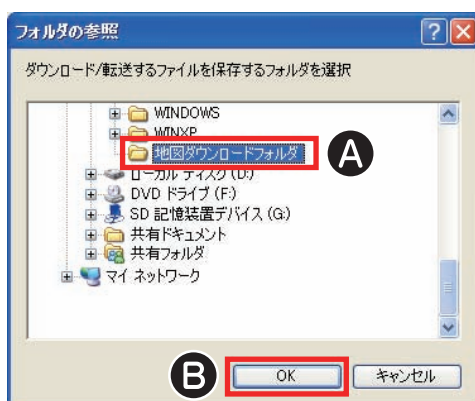 フォルダの参照
ダウンロード/転送するファイルを保存するフォルダを選択
WINDOWS
WINXP
地図ダウンロードフォルダ
A
ローカル ディスク (D:)
DVD ドライブ (F:)
SD 記憶装置デバイス (G:)
共有ドキュメント
共有フォルダ
マイ ネットワーク
B OK キャンセル